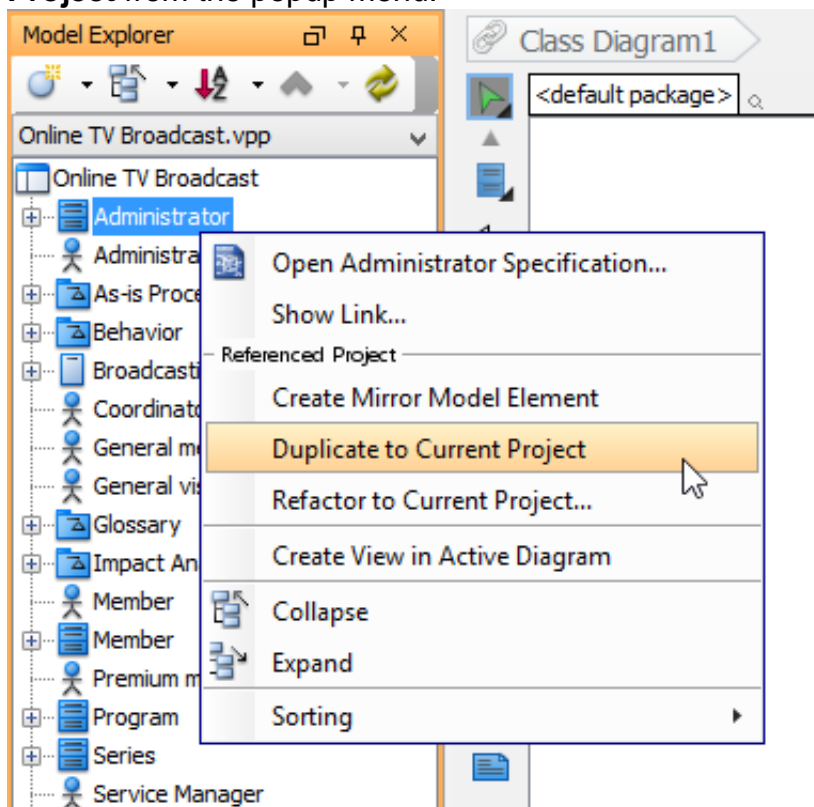 Project from the popup menu.
Model Explorer
Class Diagram1
<default package>
Online TV Broadcast.vpp
Online TV Broadcast
Administrator
Administra
Open Administrator Specification...
As-is Proce
Show Link...
Behavior
Referenced Project
Broadcasti
Create Mirror Model Element
Coordinato
General me
Duplicate to Current Project
General vis
Refactor to Current Project...
Glossary
Impact An
Create View in Active Diagram
Member
Collapse
Member
Expand
Premium m
Program
Sorting
Series
Service Manager